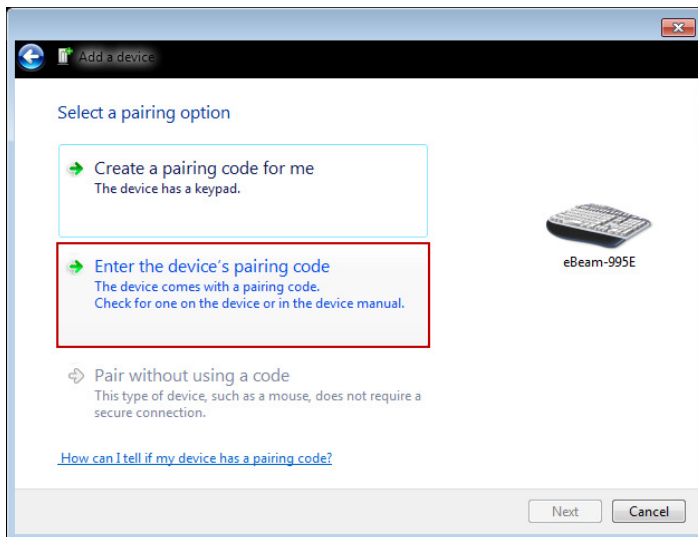 Add a device
Select a pairing option
Create a pairing code for me
The device has a keypad.
Enter the device's pairing code
The device comes with a pairing code.
Check for one on the device or in the device manual.
eBeam-995E
Pair without using a code
This type of device, such as a mouse, does not require a
secure connection.
How can I tell if my device has a pairing code?
Next
Cancel